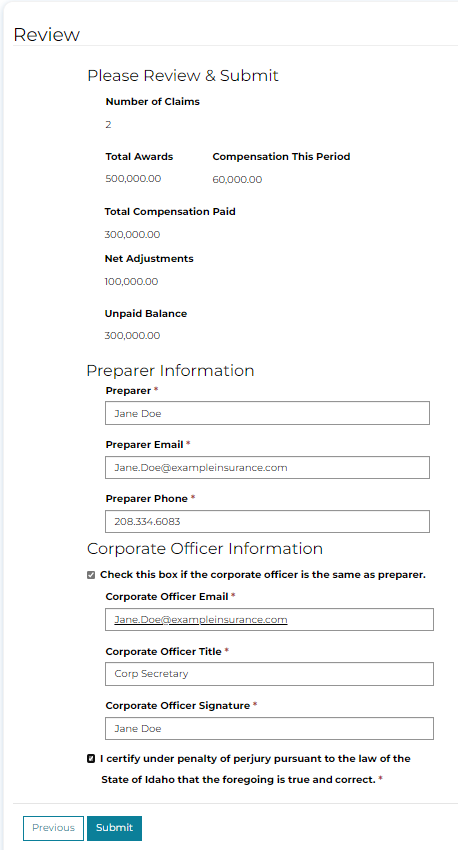 Review
Please Review & Submit
Number of Claims
2
Total Awards Compensation This Period
500,000.00 60,000.00
Total Compensation Paid
300,000.00
Net Adjustments
100,000.00
Unpaid Balance
300,000.00
Preparer Information
Preparer *
Jane Doe
Preparer Email *
Jane.Doe@exampleinsurance.com
Preparer Phone *
208.334.6083
Corporate Officer Information
Check this box if the corporate officer is the same as preparer.
Corporate Officer Email *
Jane.Doe@exampleinsurance.com
Corporate Officer Title *
Corp Secretary
Corporate Officer Signature *
Jane Doe
I certify under penalty of perjury pursuant to the law of the
State of Idaho that the foregoing is true and correct. *
Previous Submit